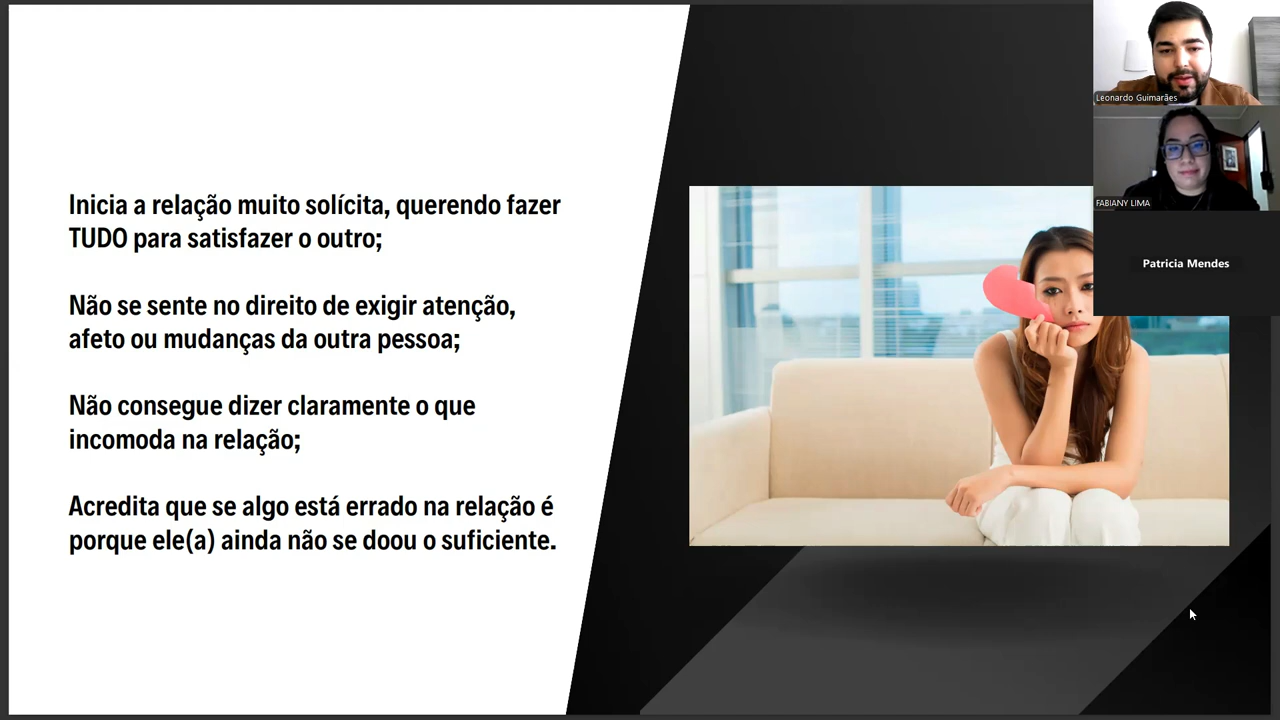 Inicia a relação muito solícita, querendo fazer
TUDO para satisfazer o outro;
Não se sente no direito de exigir atenção,
afeto ou mudanças da outra pessoa;
Não consegue dizer claramente o que
incomoda na relação;
Acredita que se algo está errado na relação é
porque ele(a) ainda não se doou o suficiente.
Leonardo Guimarães
FABIANY LIMA
Patricia Mendes